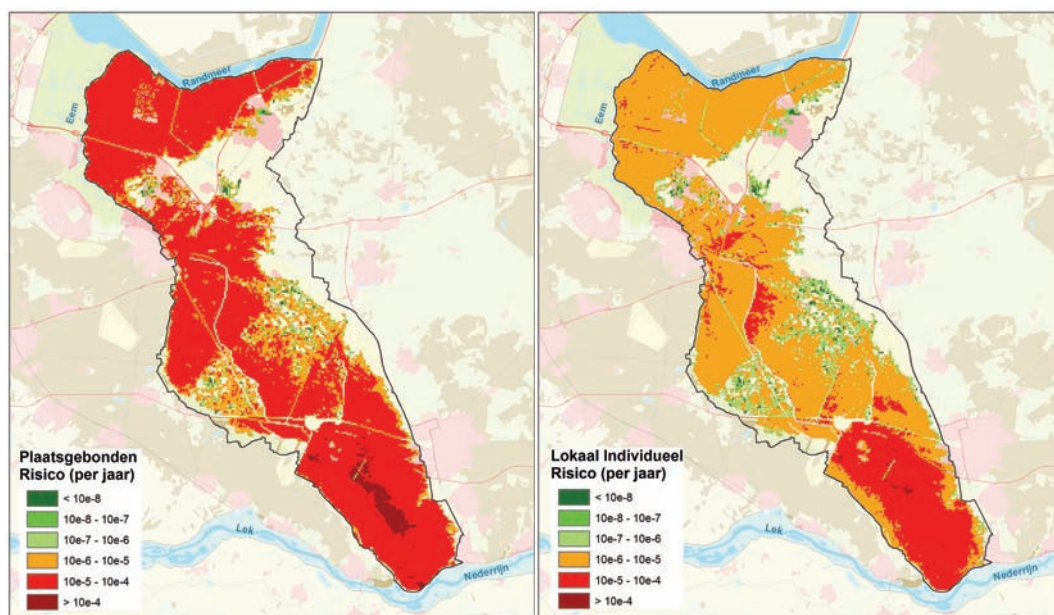 Randmeer
Eem
Plaatsgebonden
Risico (per jaar)
< 10e-8
10e-8 - 10e-7
10e-7 - 10e-6
10e-6 - 10e-5
10e-5 - 10e-4
> 10e-4
Lek
Nederrijn
Randmeer
Eem
Lokaal Individueel
Risico (per jaar)
< 10e-8
10e-8 - 10e-7
10e-7 - 10e-6
10e-6 - 10e-5
10e-5 - 10e-4
> 10e-4
Lek
Nederrijn